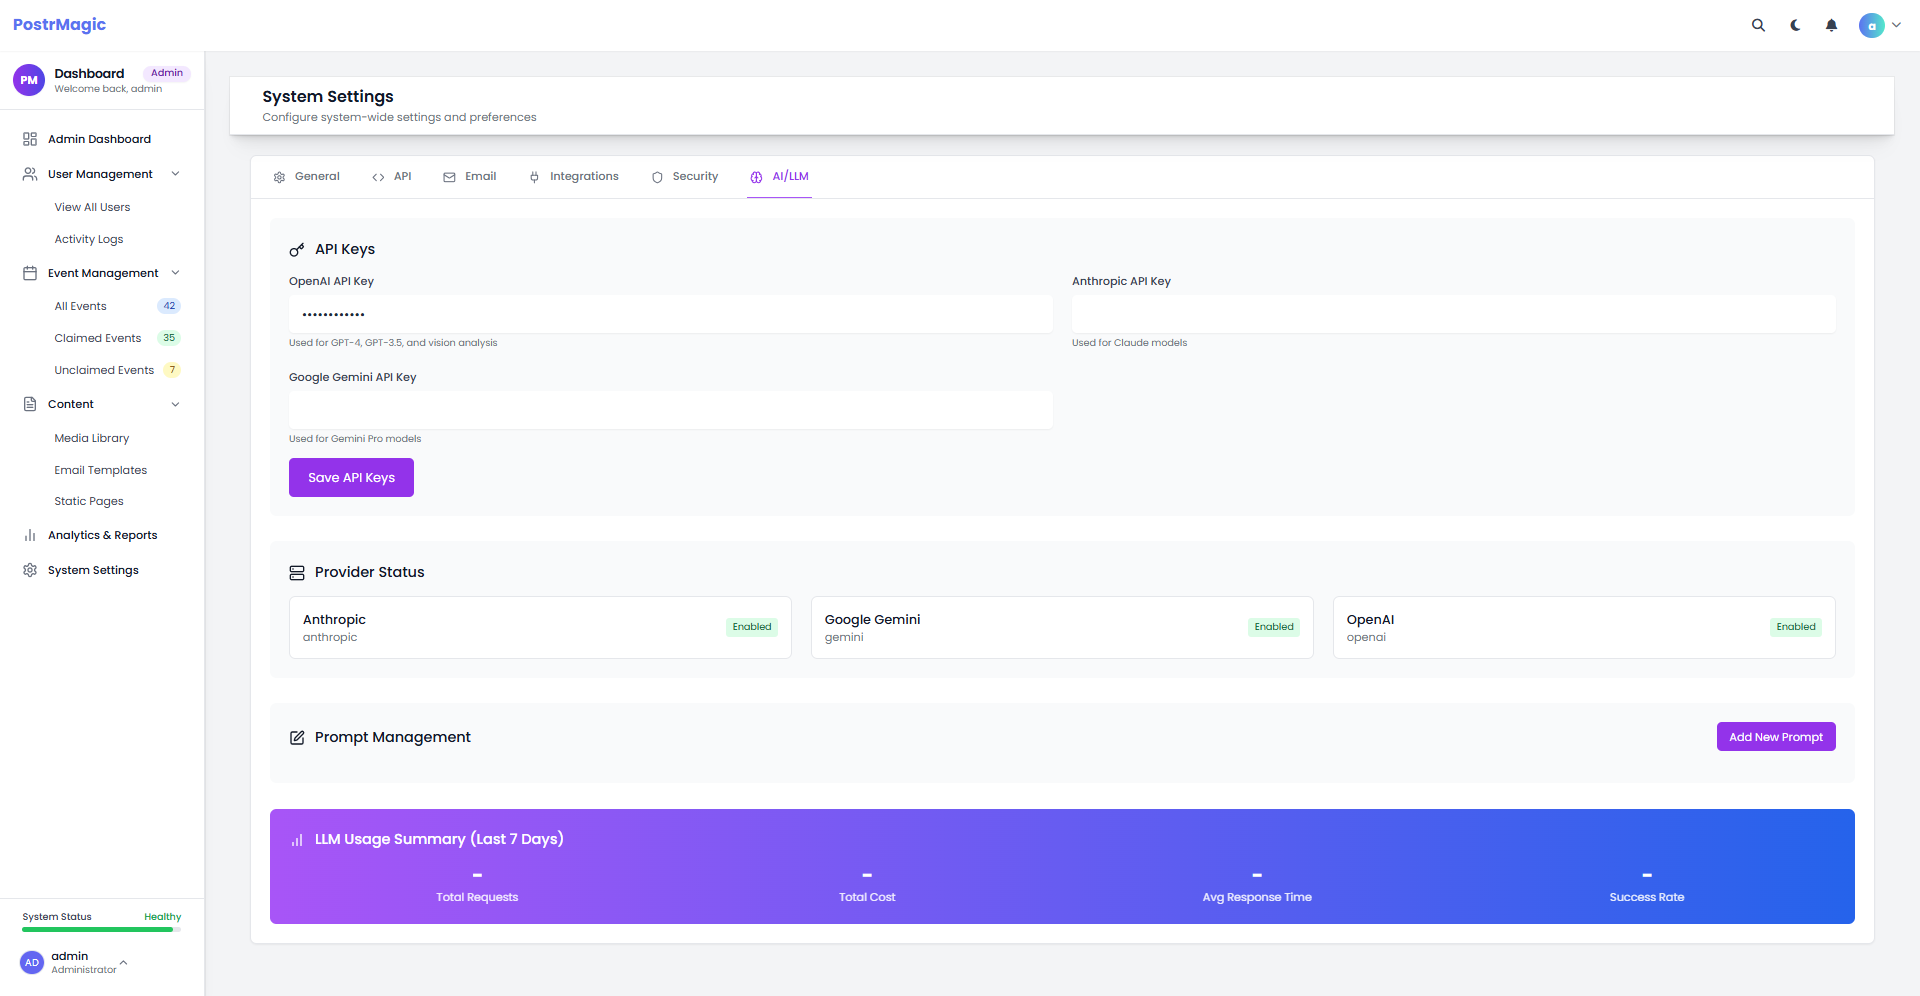 PostrMagic
a
PM
Dashboard
Admin
Welcome back, admin
Admin Dashboard
User Management
View All Users
Activity Logs
Event Management
All Events
42
Claimed Events
35
Unclaimed Events
7
Content
Media Library
Email Templates
Static Pages
Analytics & Reports
System Settings
System Status
Healthy
AD
admin
Administrator
System Settings
Configure system-wide settings and preferences
General
API
Email
Integrations
Security
AI/LLM
API Keys
OpenAI API Key
••••••••••••
Used for GPT-4, GPT-3.5, and vision analysis
Anthropic API Key
Used for Claude models
Google Gemini API Key
Used for Gemini Pro models
Save API Keys
Provider Status
Anthropic
anthropic
Enabled
Google Gemini
gemini
Enabled
OpenAI
openai
Enabled
Prompt Management
Add New Prompt
LLM Usage Summary (Last 7 Days)
-
Total Requests
-
Total Cost
-
Avg Response Time
-
Success Rate